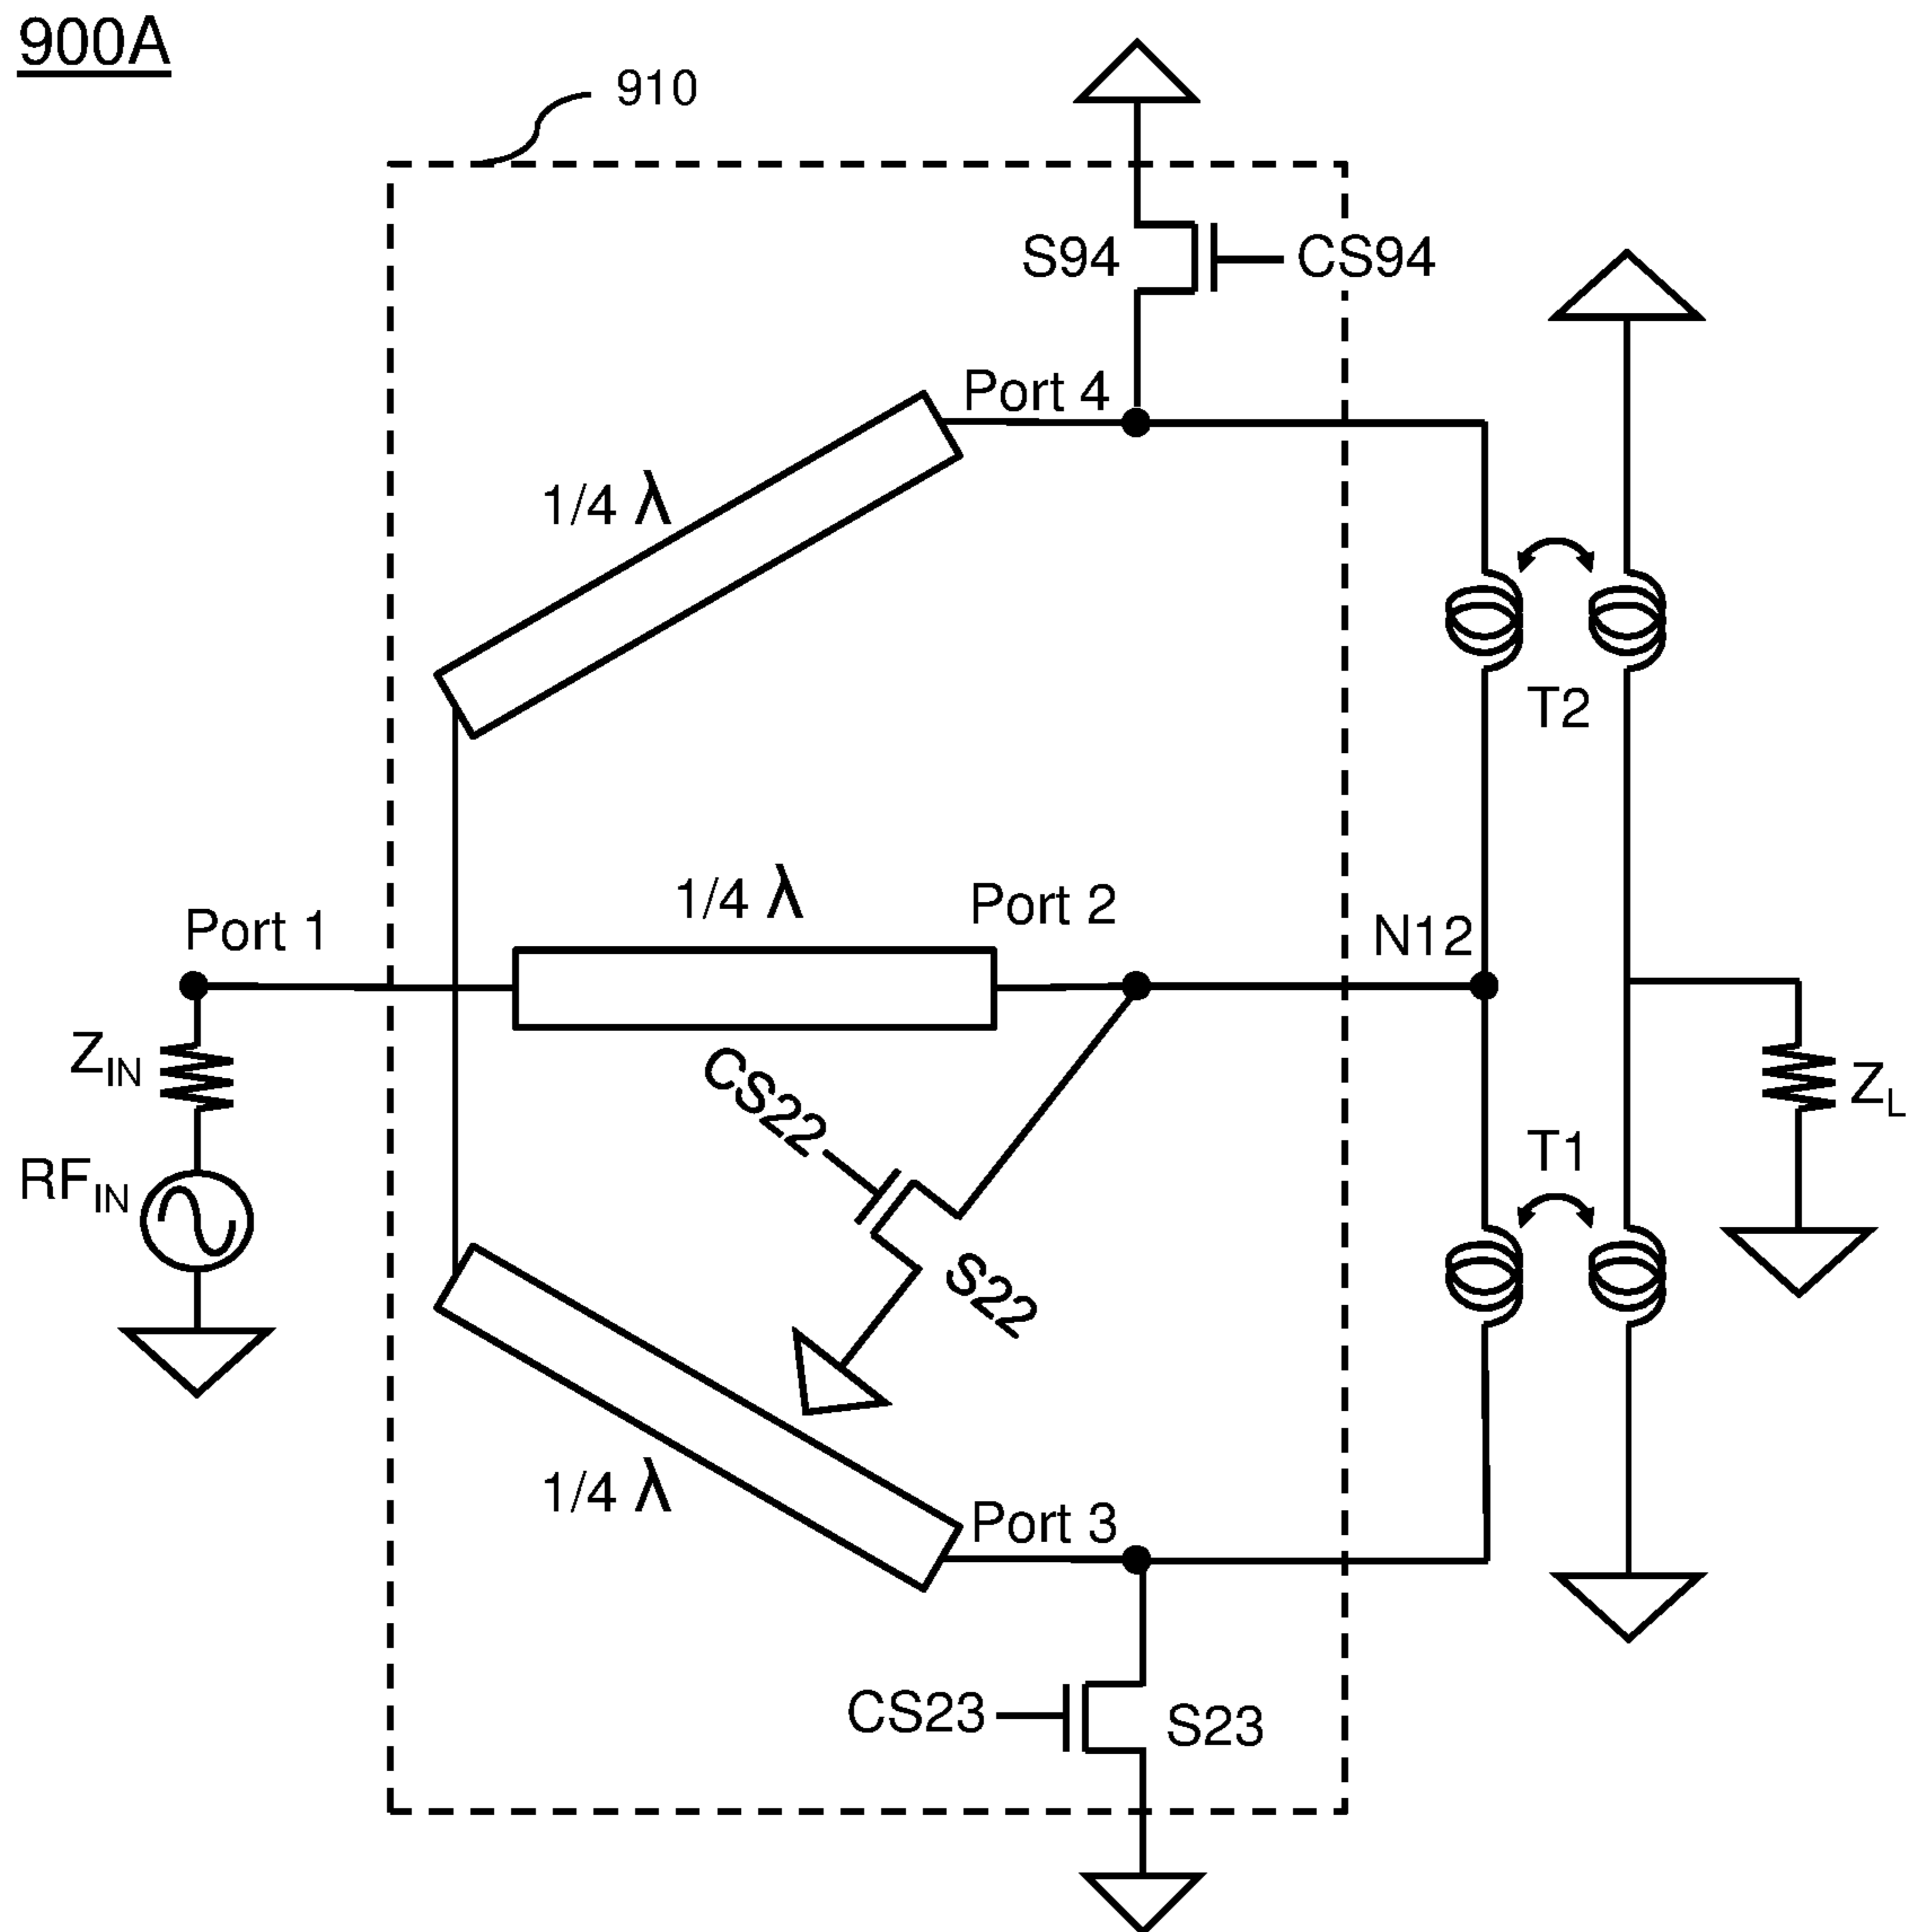 900A
910
S94
CS94
Port 4
1/4 λ
T2
1/4 λ
Port 2
N12
Port 1
Z_IN
CS22
Z_L
T1
RF_IN
S22
1/4 λ
Port 3
CS23
S23